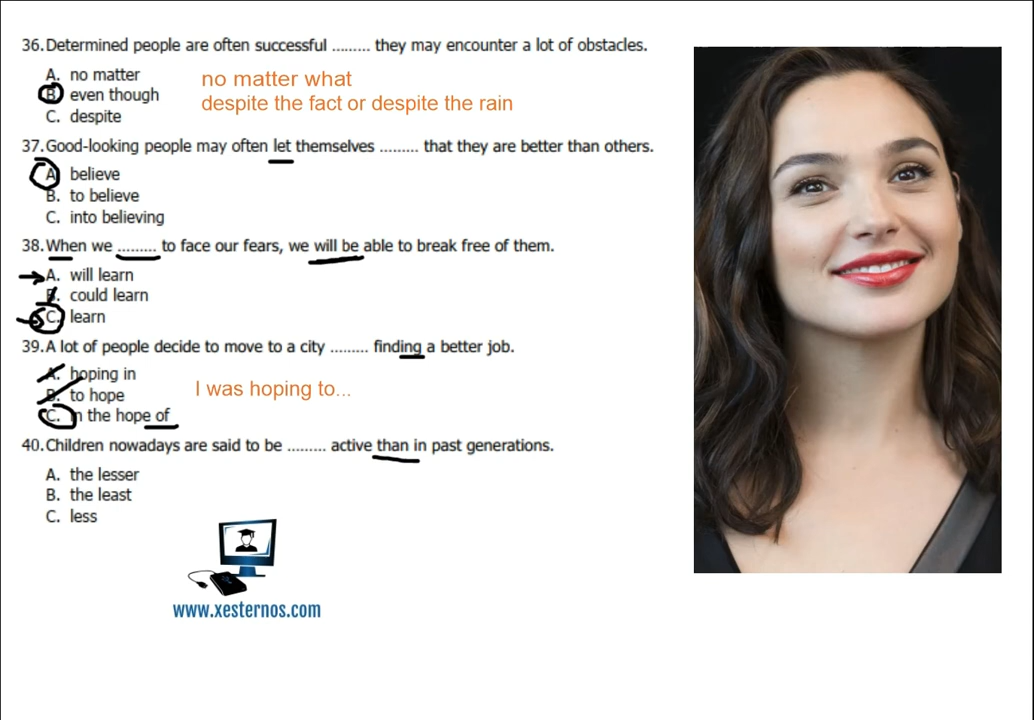 36. Determined people are often successful ......... they may encounter a lot of obstacles.
A. no matter
B. even though
C. despite
no matter what
despite the fact or despite the rain
37. Good-looking people may often let themselves ......... that they are better than others.
A. believe
B. to believe
C. into believing
38. When we ......... to face our fears, we will be able to break free of them.
A. will learn
B. could learn
C. learn
39. A lot of people decide to move to a city ......... finding a better job.
A. hoping in
B. to hope
C. in the hope of
I was hoping to...
40. Children nowadays are said to be ......... active than in past generations.
A. the lesser
B. the least
C. less
www.xesternos.com